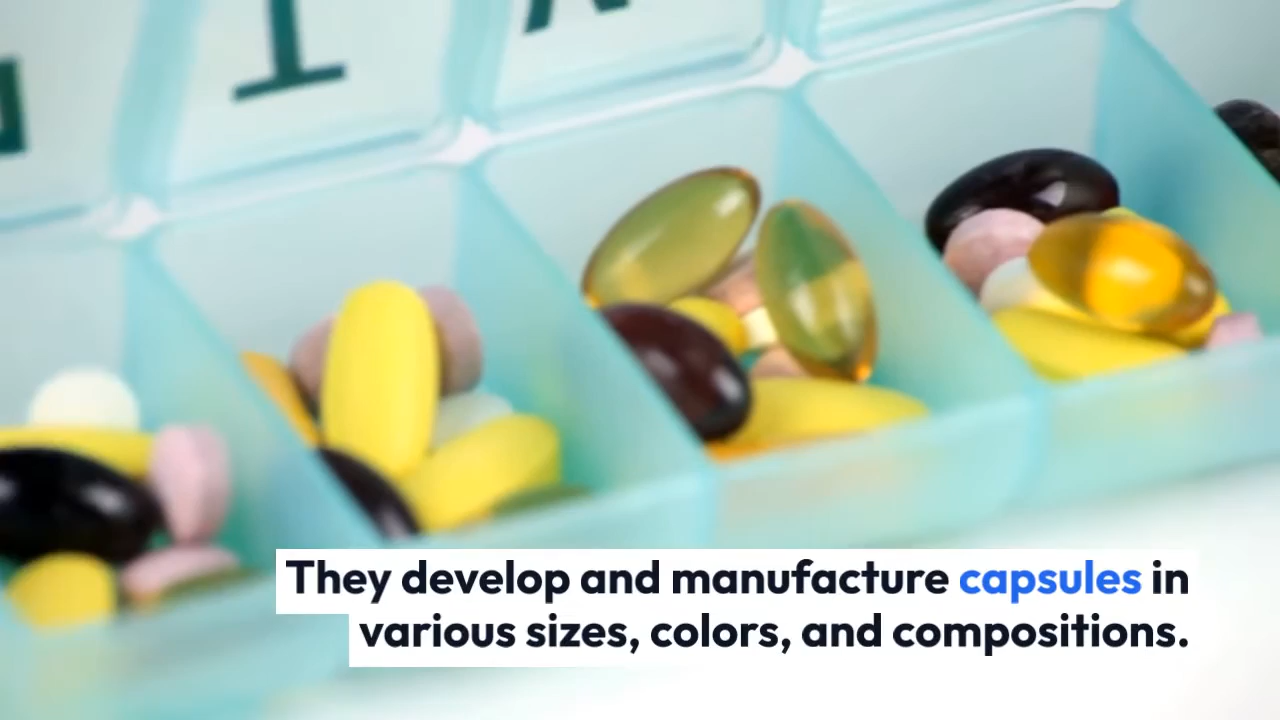 T
They develop and manufacture capsules in
various sizes, colors, and compositions.